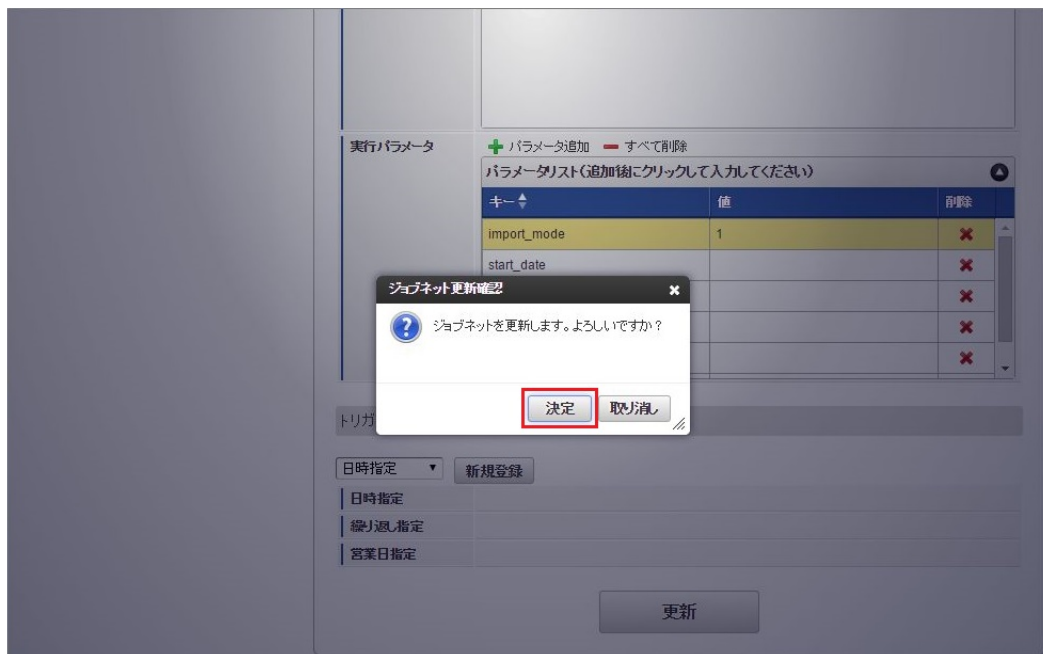 実行パラメータ
パラメータ追加 すべて削除
パラメータリスト(追加後にクリックして入力してください)
キー 値 削除
import_mode 1
start_date
ジョブネット更新確認
ジョブネットを更新します。よろしいですか?
決定 取り消し
トリガ
日時指定 新規登録
日時指定
繰り返し指定
営業日指定
更新